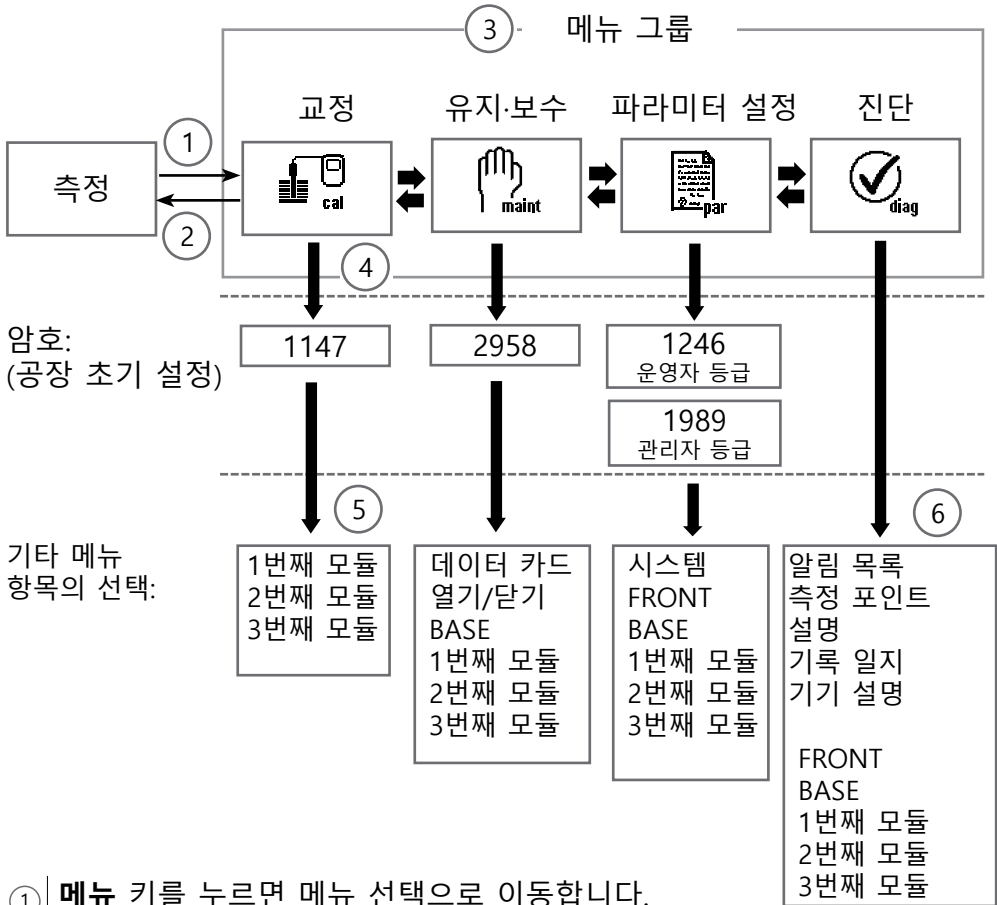 ③ 메뉴 그룹
교정 유지·보수 파라미터 설정 진단
측정
①
②
cal maint par diag
④
암호:
(공장 초기 설정)
1147
2958
1246
운영자 등급
1989
관리자 등급
기타 메뉴
항목의 선택:
⑤
1번째 모듈
2번째 모듈
3번째 모듈
데이터 카드
열기/닫기
BASE
1번째 모듈
2번째 모듈
3번째 모듈
시스템
FRONT
BASE
1번째 모듈
2번째 모듈
3번째 모듈
⑥
알림 목록
측정 포인트
설명
기록 일지
기기 설명
FRONT
BASE
1번째 모듈
2번째 모듈
3번째 모듈
① 메뉴 키를 누르면 메뉴 선택으로 이동합니다.